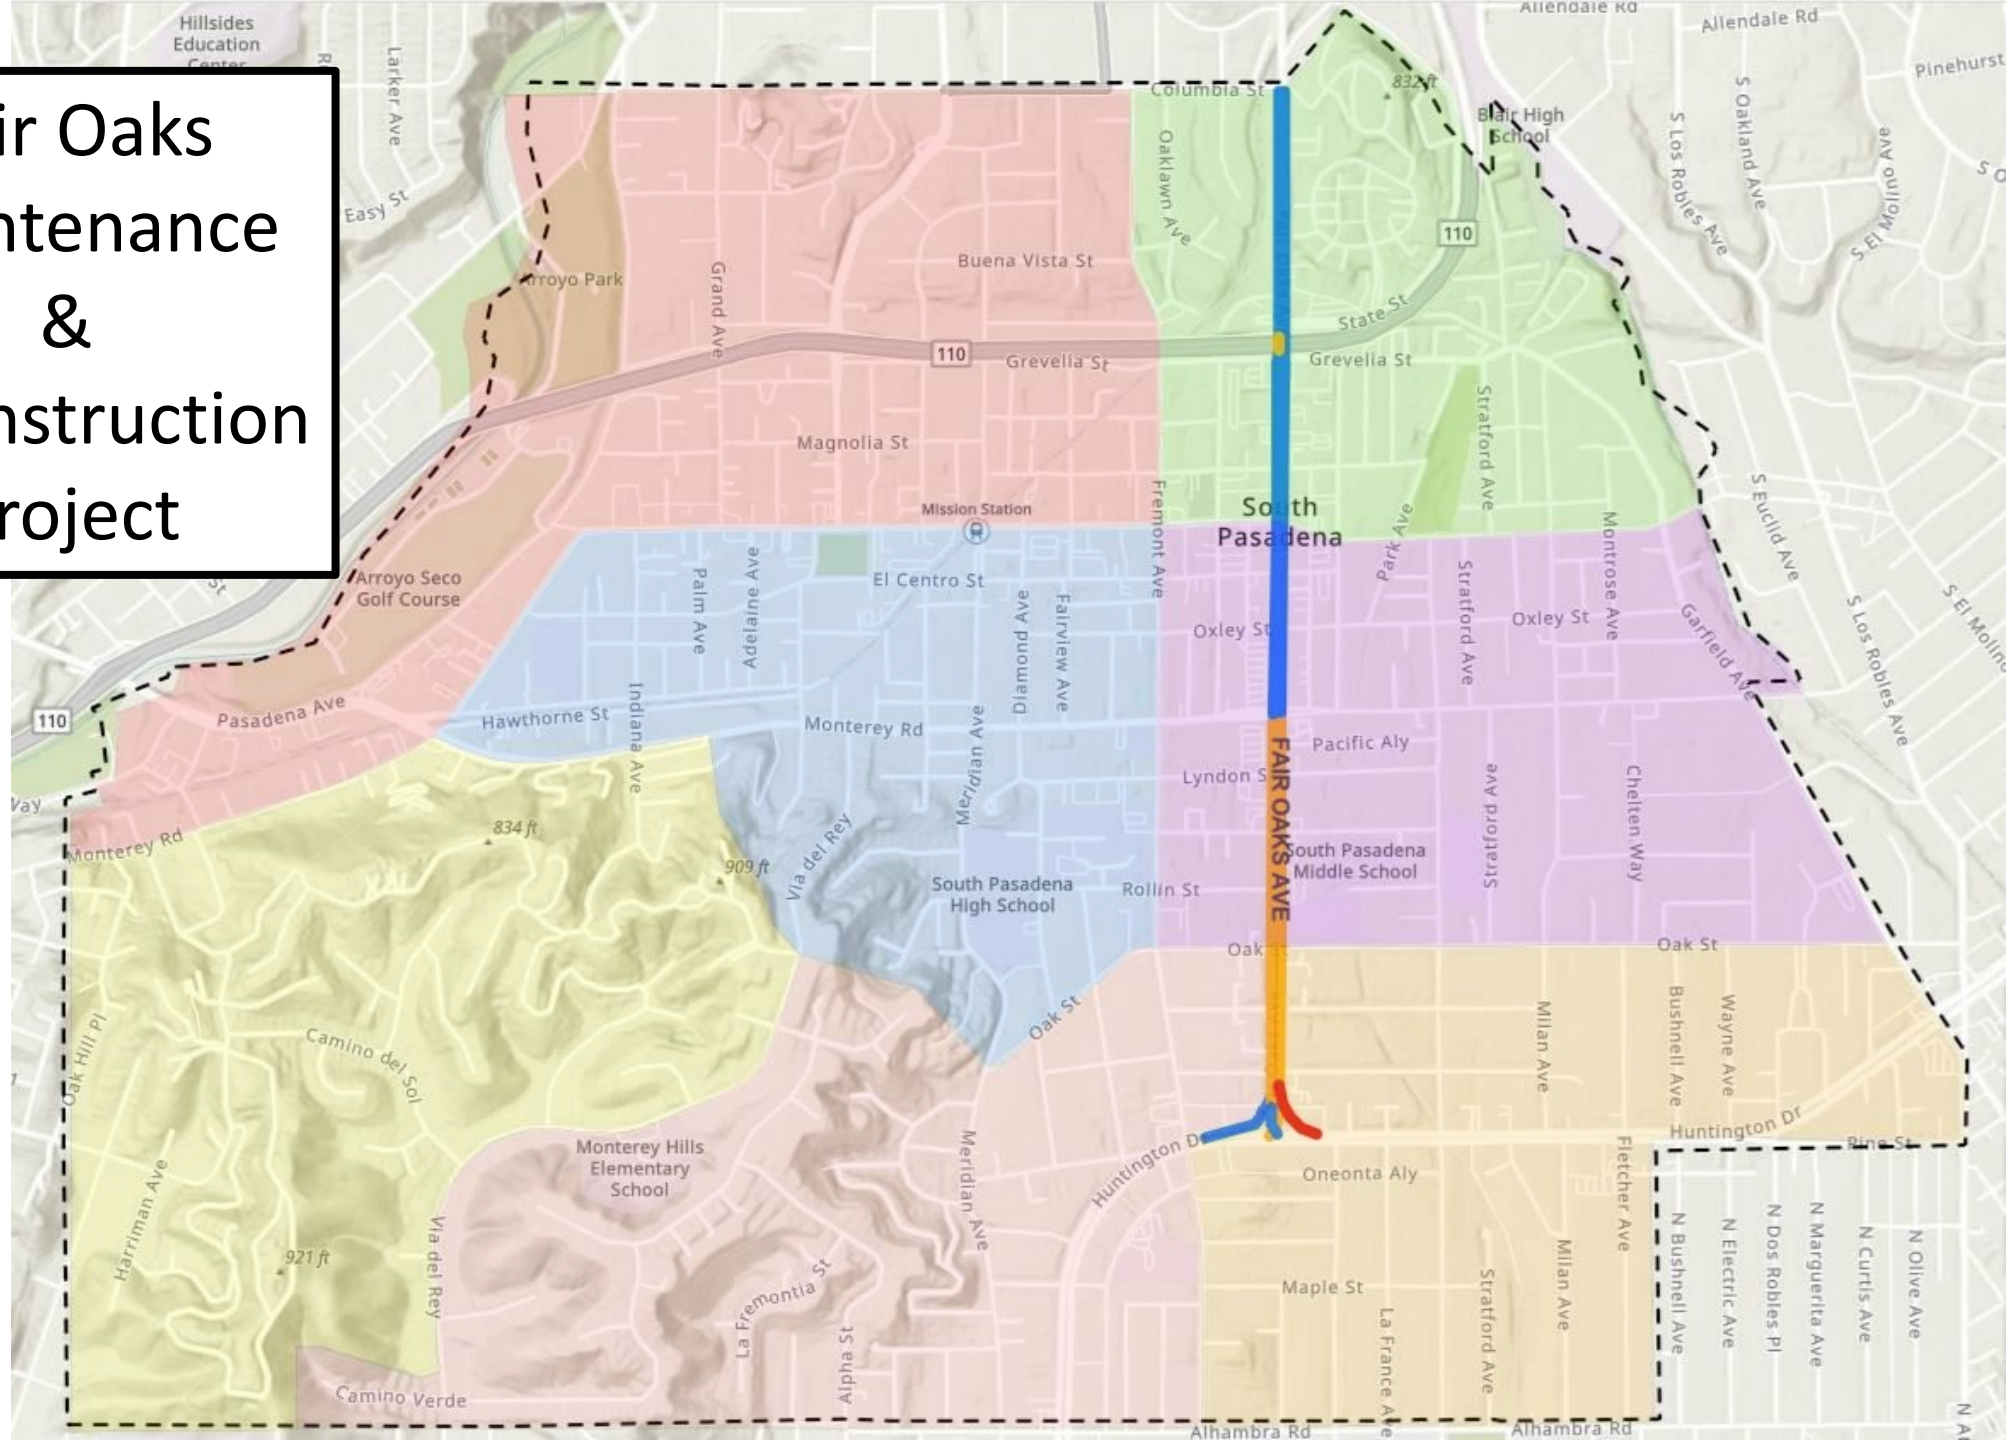 ir Oaks
ntenance
&
nstruction
roject
Hillsides
Education
Center
Larker Ave
Easy St
Allendale Rd
Allendale Rd
Pinehurst
Columbia St
832 ft
Blair High
School
S Oakland Ave
S Los Robles Ave
S El Molino Ave
Oaklawn Ave
110
Arroyo Park
Grand Ave
Buena Vista St
State St
110
Grevelia St
Grevelia St
Magnolia St
Stratford Ave
Mission Station
Fremont Ave
South
Pasadena
Park Ave
Montrose Ave
S Euclid Ave
Arroyo Seco
Golf Course
St
Palm Ave
Adelaine Ave
El Centro St
Diamond Ave
Fairview Ave
Oxley St
Stratford Ave
Oxley St
Garfield Ave
S Los Robles Ave
S El Molino
110
Pasadena Ave
Hawthorne St
Indiana Ave
Monterey Rd
Meridian Ave
Pacific Aly
Lyndon S
FAIR OAKS AVE
Stratford Ave
Chelten Way
Way
Monterey Rd
834 ft
909 ft
Via del Rey
South Pasadena
High School
Rollin St
South Pasadena
Middle School
Oak St
Oak St
Oak St
Oak Hill Pl
Camino del Sol
Milan Ave
Bushnell Ave
Wayne Ave
Huntington Dr
Huntington Dr
Pine St
Monterey Hills
Elementary
School
Meridian Ave
Oneonta Aly
Fletcher Ave
Harriman Ave
921 ft
Via del Rey
La Fremontia St
Alpha St
Camino Verde
Maple St
La France Ave
Stratford Ave
Milan Ave
N Bushnell Ave
N Electric Ave
N Dos Robles Pl
N Marguerita Ave
N Curtis Ave
N Olive Ave
Alhambra Rd
Alhambra Rd